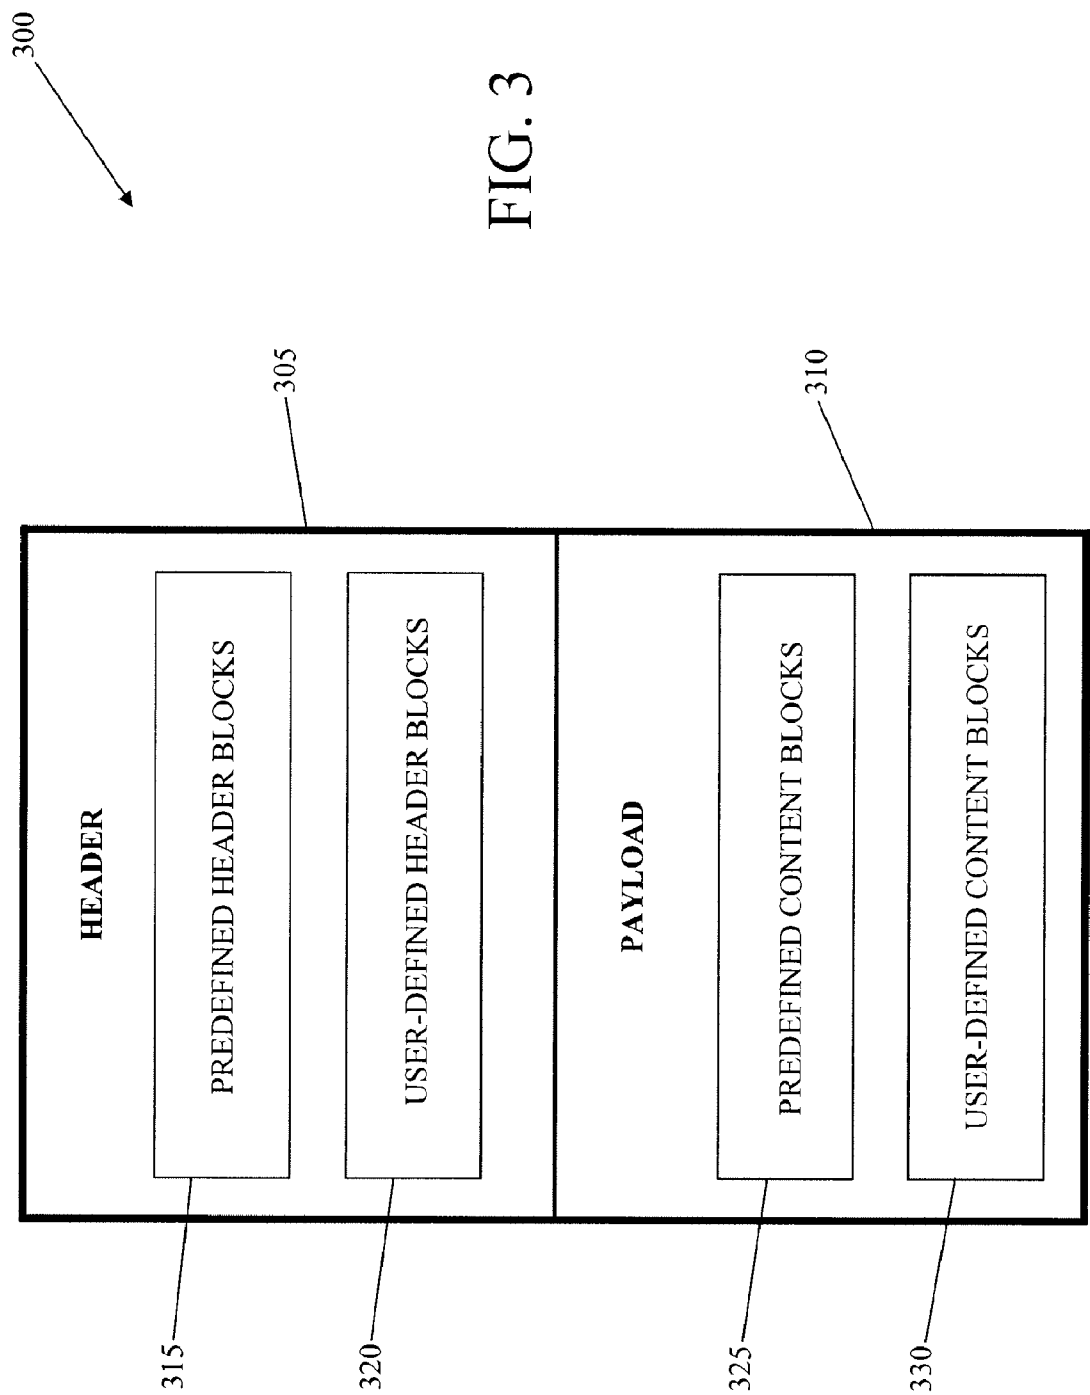 300
HEADER
315
PREDEFINED HEADER BLOCKS
305
320
USER-DEFINED HEADER BLOCKS
PAYLOAD
325
PREDEFINED CONTENT BLOCKS
310
330
USER-DEFINED CONTENT BLOCKS
FIG. 3